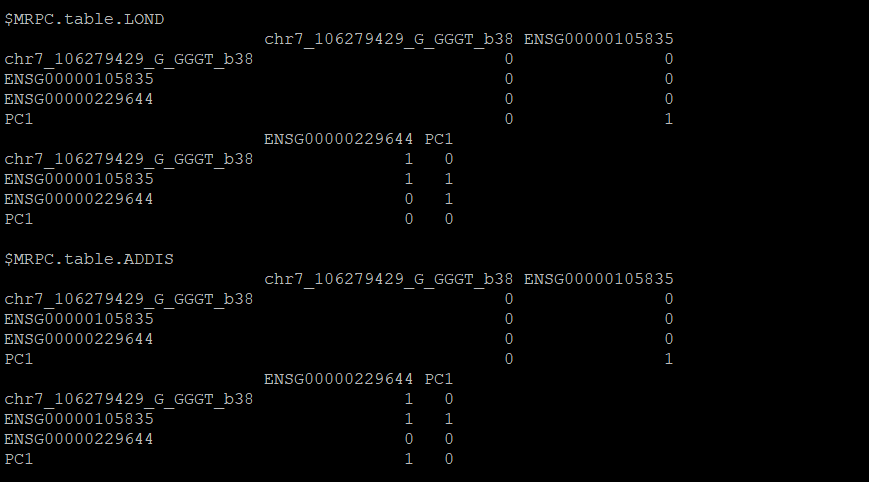 $MRPC.table.LOND
                          chr7_106279429_G_GGGT_b38 ENSG00000105835
chr7_106279429_G_GGGT_b38                         0               0
ENSG00000105835                                   0               0
ENSG00000229644                                   0               0
PC1                                               0               1
                          ENSG00000229644 PC1
chr7_106279429_G_GGGT_b38               1   0
ENSG00000105835                         1   1
ENSG00000229644                         0   1
PC1                                     0   0

$MRPC.table.ADDIS
                          chr7_106279429_G_GGGT_b38 ENSG00000105835
chr7_106279429_G_GGGT_b38                         0               0
ENSG00000105835                                   0               0
ENSG00000229644                                   0               0
PC1                                               0               1
                          ENSG00000229644 PC1
chr7_106279429_G_GGGT_b38               1   0
ENSG00000105835                         1   1
ENSG00000229644                         0   0
PC1                                     1   0